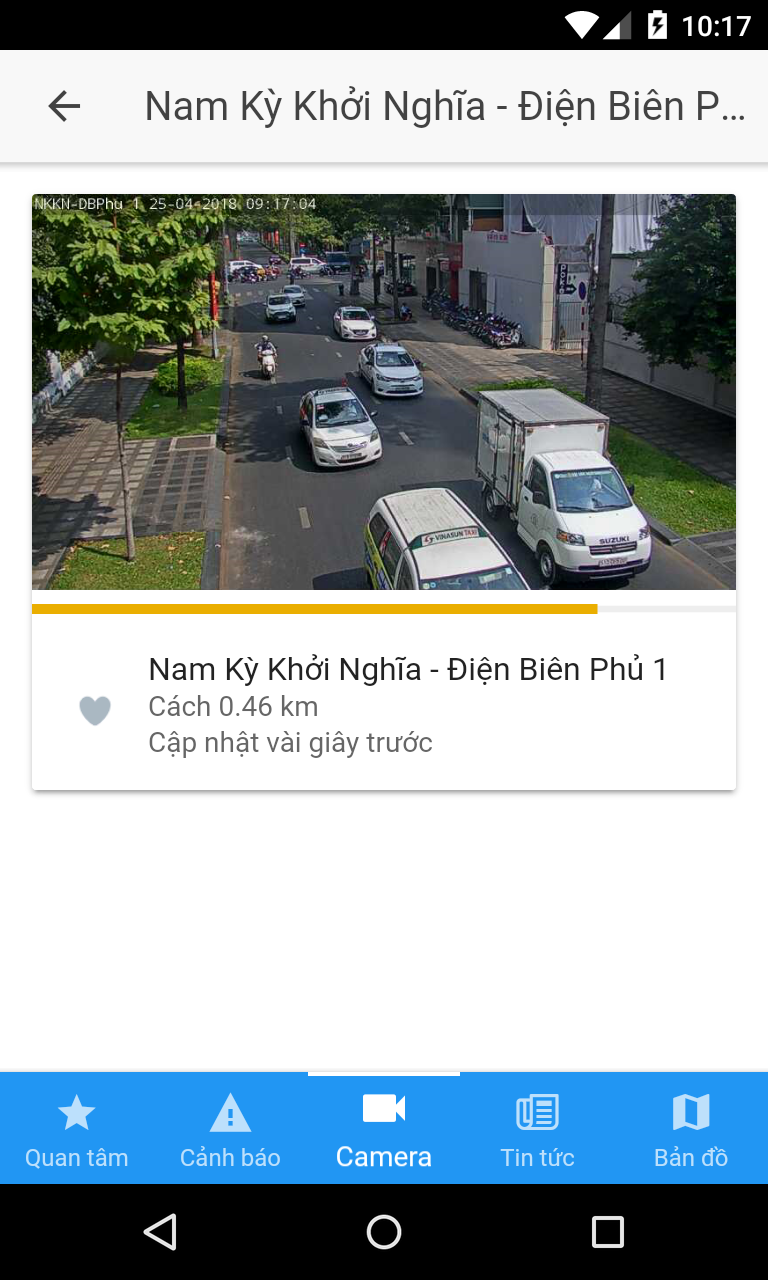 10:17
Nam Kỳ Khởi Nghĩa - Điện Biên P...
NKKN-DBPhu 1 25-04-2018 09:17:04
VINASUN TAXI
SUZUKI
Nam Kỳ Khởi Nghĩa - Điện Biên Phủ 1
Cách 0.46 km
Cập nhật vài giây trước
Quan tâm
Cảnh báo
Camera
Tin tức
Bản đồ